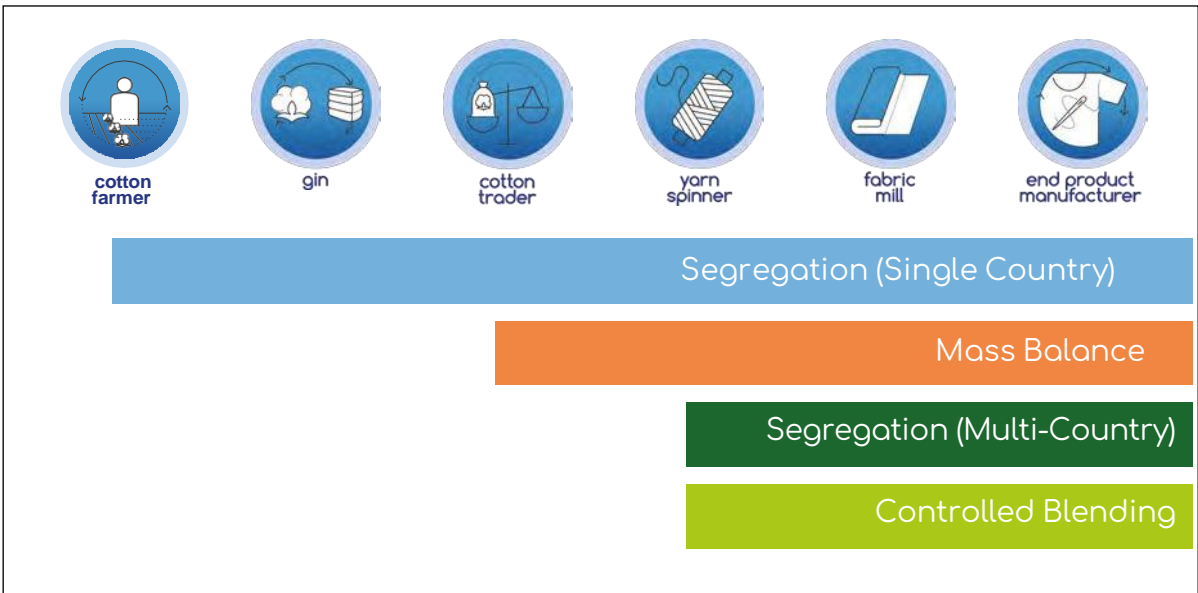 cotton
farmer
gin
cotton
trader
yarn
spinner
fabric
mill
end product
manufacturer
Segregation (Single Country)
Mass Balance
Segregation (Multi-Country)
Controlled Blending